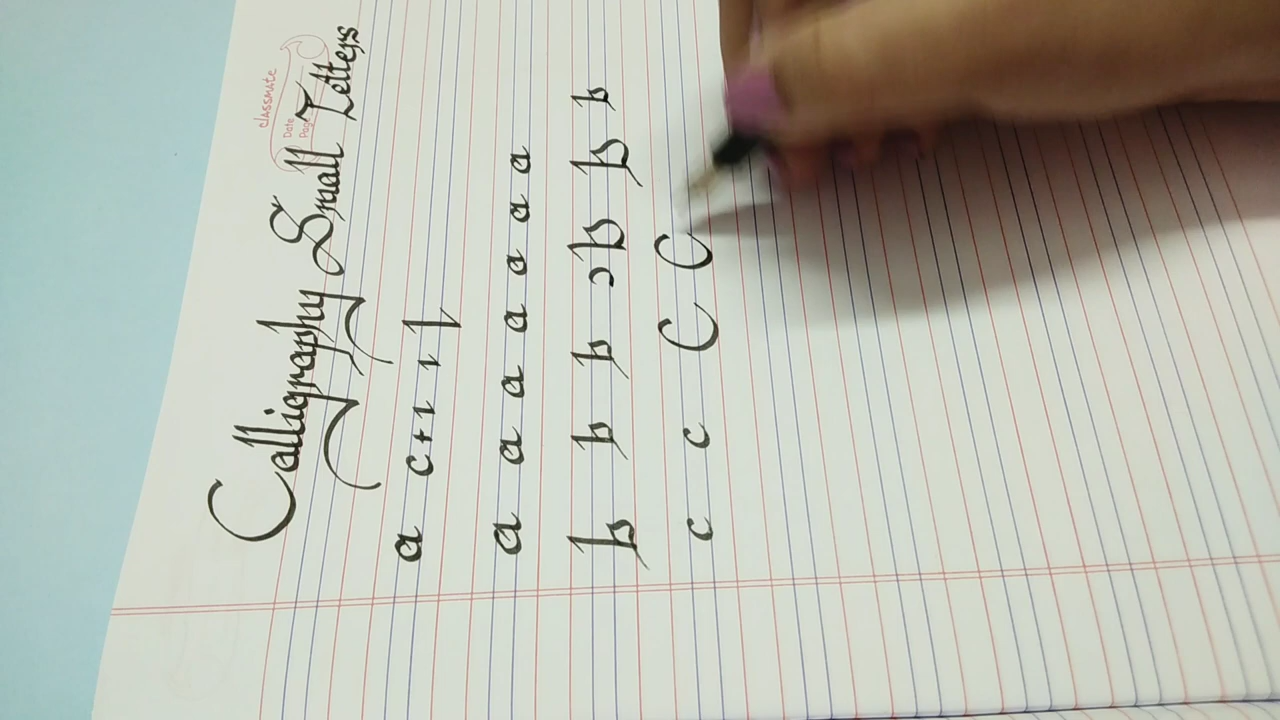 classmate
Date
Page
Calligraphy Small Letters
a c + ı ı
a a a a a a a
b b b b b b
c c C C